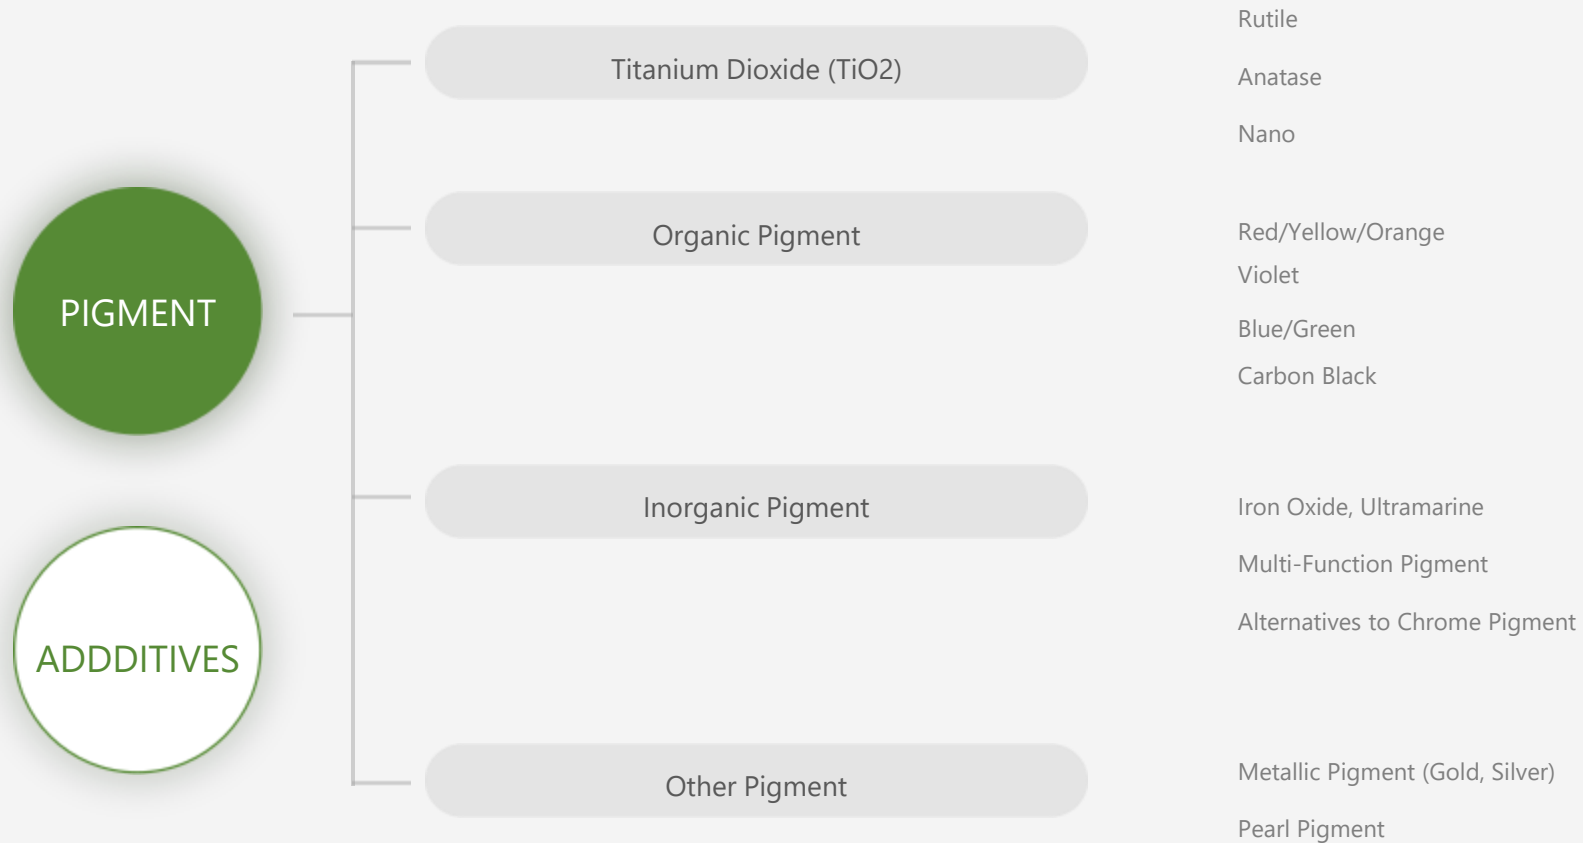 PIGMENT
ADDDITIVES
Titanium Dioxide (TiO2)
Rutile
Anatase
Nano
Organic Pigment
Red/Yellow/Orange
Violet
Blue/Green
Carbon Black
Inorganic Pigment
Iron Oxide, Ultramarine
Multi-Function Pigment
Alternatives to Chrome Pigment
Other Pigment
Metallic Pigment (Gold, Silver)
Pearl Pigment